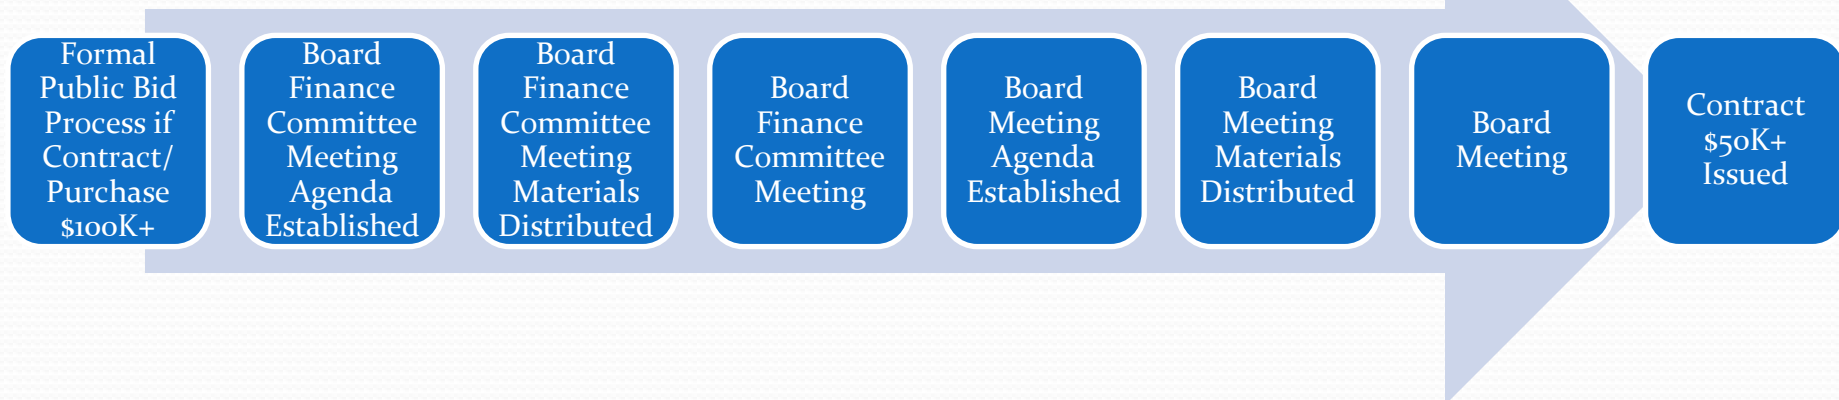 Formal
Public Bid
Process if
Contract/
Purchase
$100K+
Board
Finance
Committee
Meeting
Agenda
Established
Board
Finance
Committee
Meeting
Materials
Distributed
Board
Finance
Committee
Meeting
Board
Meeting
Agenda
Established
Board
Meeting
Materials
Distributed
Board
Meeting
Contract
$50K+
Issued